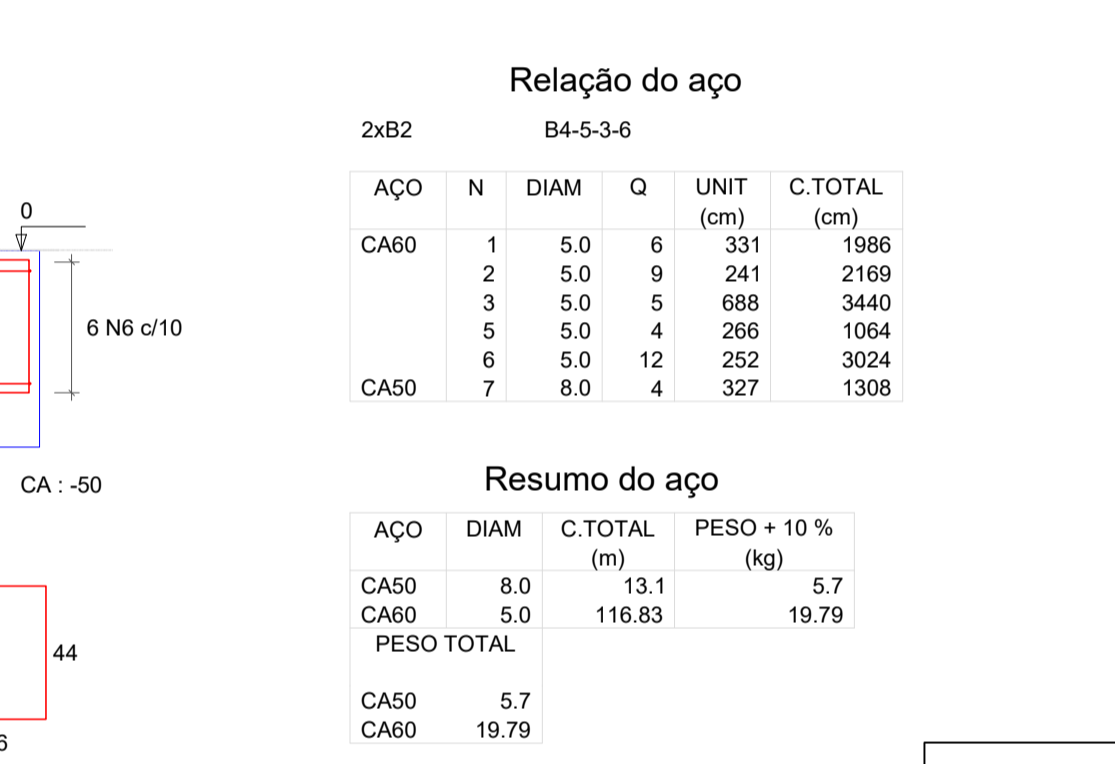 Relação do aço
2xB2 B4-5-3-6
AÇO N DIAM Q UNIT C.TOTAL
(cm) (cm)
CA60 1 5.0 6 331 1986
2 5.0 9 241 2169
3 5.0 5 688 3440
5 5.0 4 266 1064
6 5.0 12 252 3024
CA50 7 8.0 4 327 1308
0
6 N6 c/10
CA : -50
Resumo do aço
AÇO DIAM C.TOTAL PESO + 10 %
(m) (kg)
CA50 8.0 13.1 5.7
CA60 5.0 116.83 19.79
PESO TOTAL
CA50 5.7
CA60 19.79
44
6